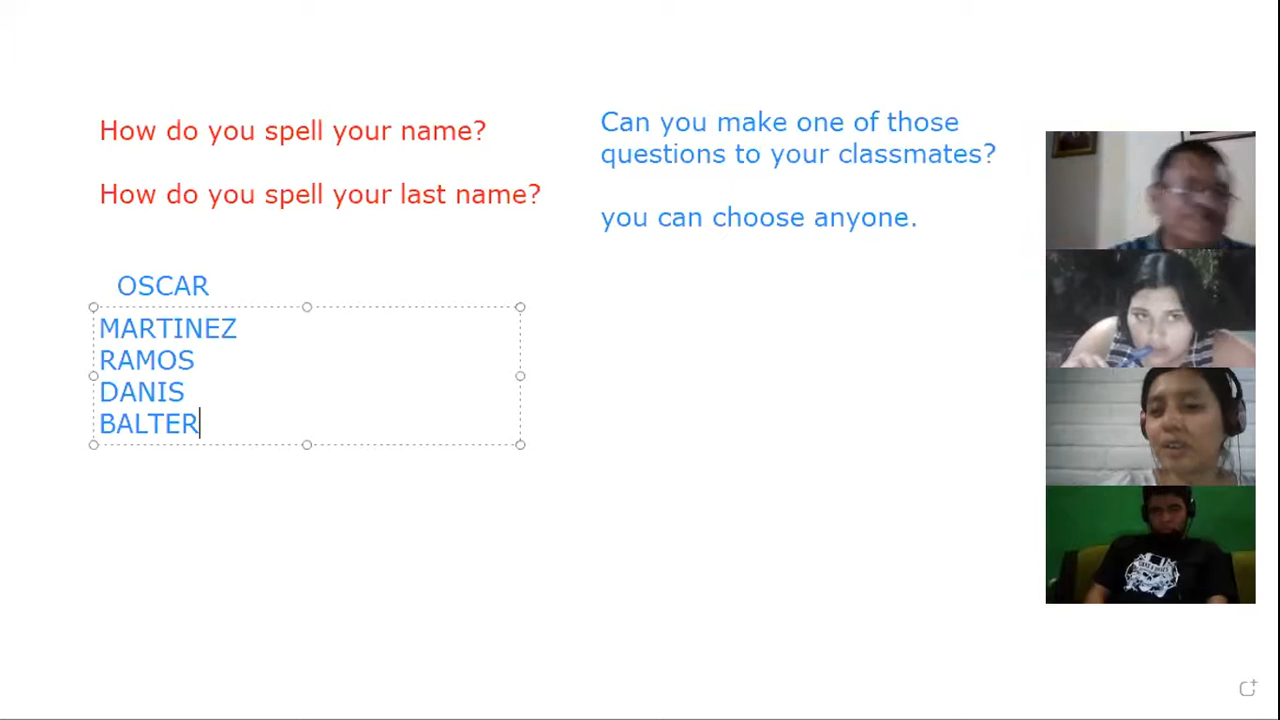 How do you spell your name?
How do you spell your last name?
OSCAR
MARTINEZ
RAMOS
DANIS
BALTER
Can you make one of those
questions to your classmates?
you can choose anyone.